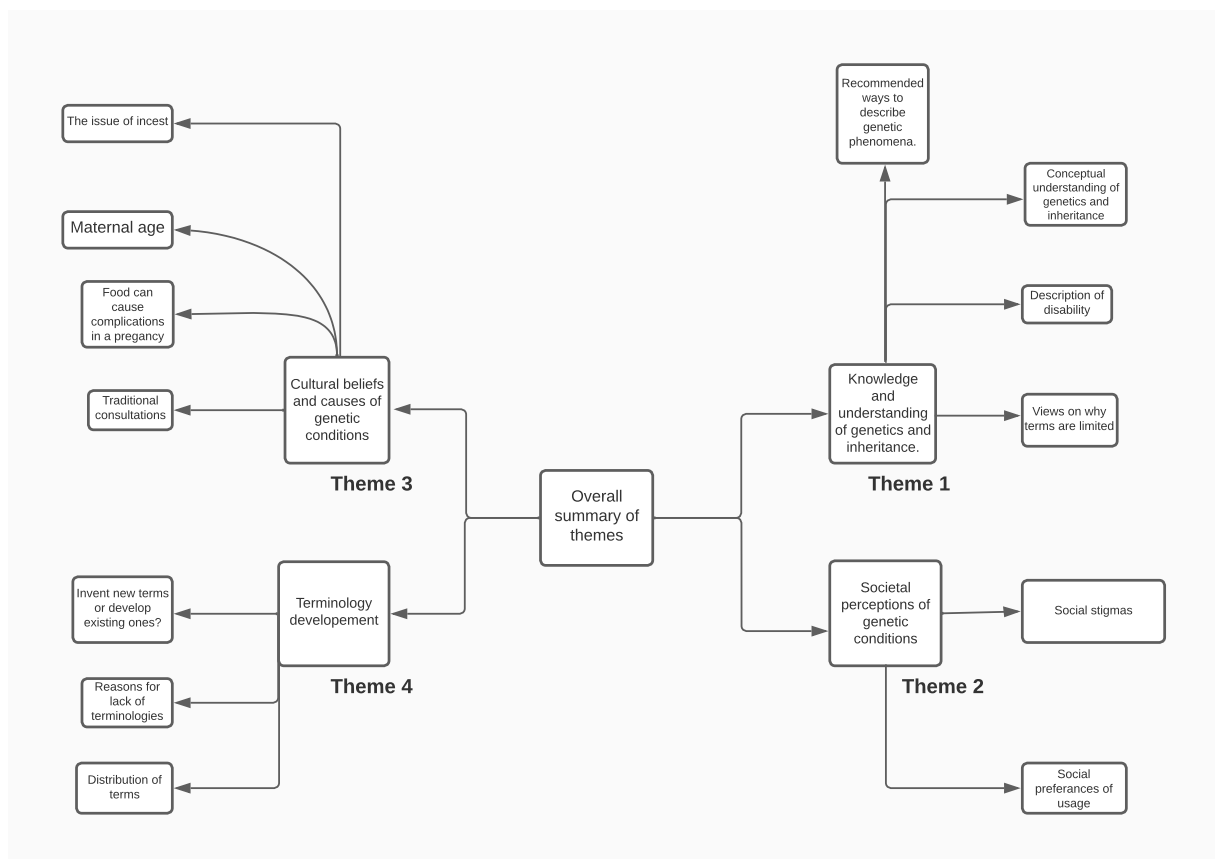 Recommended
ways to
describe
genetic
phenomena.
The issue of incest
Conceptual
understanding of
genetics and
inheritance
Maternal age
Food can
cause
complications
in a pregancy
Description of
disability
Cultural beliefs
and causes of
genetic
conditions
Knowledge
and
understanding
of genetics and
inheritance.
Traditional
consultations
Views on why
terms are limited
Theme 3
Theme 1
Overall
summary of
themes
Invent new terms
or develop
existing ones?
Terminology
developement
Societal
perceptions of
genetic
conditions
Social stigmas
Theme 4
Theme 2
Reasons for
lack of
terminologies
Distribution of
terms
Social
preferances of
usage